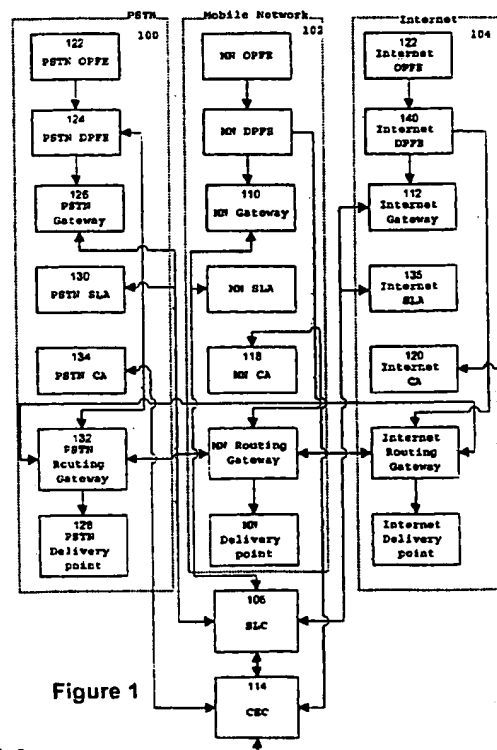 PSTN
100
122
PSTN OPFE
124
PSTN DPFE
126
PSTN
Gateway
130
PSTN SLA
134
PSTN CA
132
PSTN
Routing
Gateway
128
PSTN
Delivery
point
Mobile Network
102
MN OPFE
MN DPFE
110
MN Gateway
MN SLA
118
MN CA
MN Routing
Gateway
MN
Delivery
point
Internet
104
122
Internet
OPFE
140
Internet
DPFE
112
Internet
Gateway
135
Internet
SLA
120
Internet
CA
Internet
Routing
Gateway
Internet
Delivery
point
106
SLC
114
CSC
Figure 1